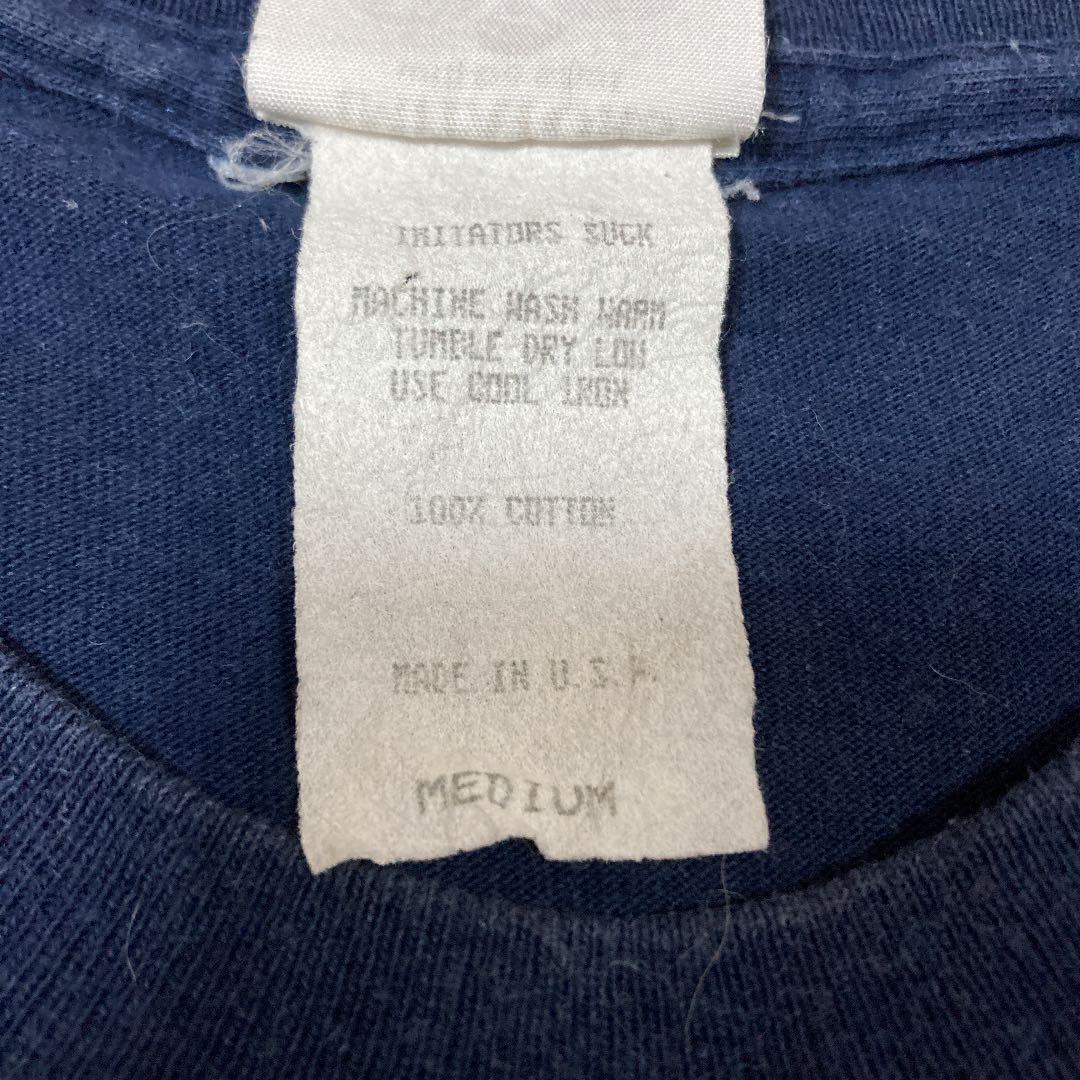 IMITATORS SUCK
MACHINE WASH WARM
TUMBLE DRY LOW
USE COOL IRON
100% COTTON
MADE IN U.S.A.
MEDIUM